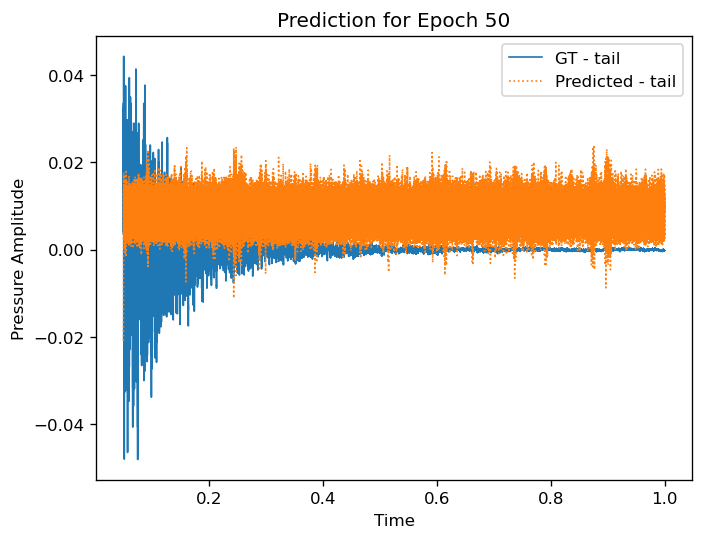 Prediction for Epoch 50
GT - tail
Predicted - tail
Pressure Amplitude
0.04
0.02
0.00
−0.02
−0.04
0.2
0.4
0.6
0.8
1.0
Time